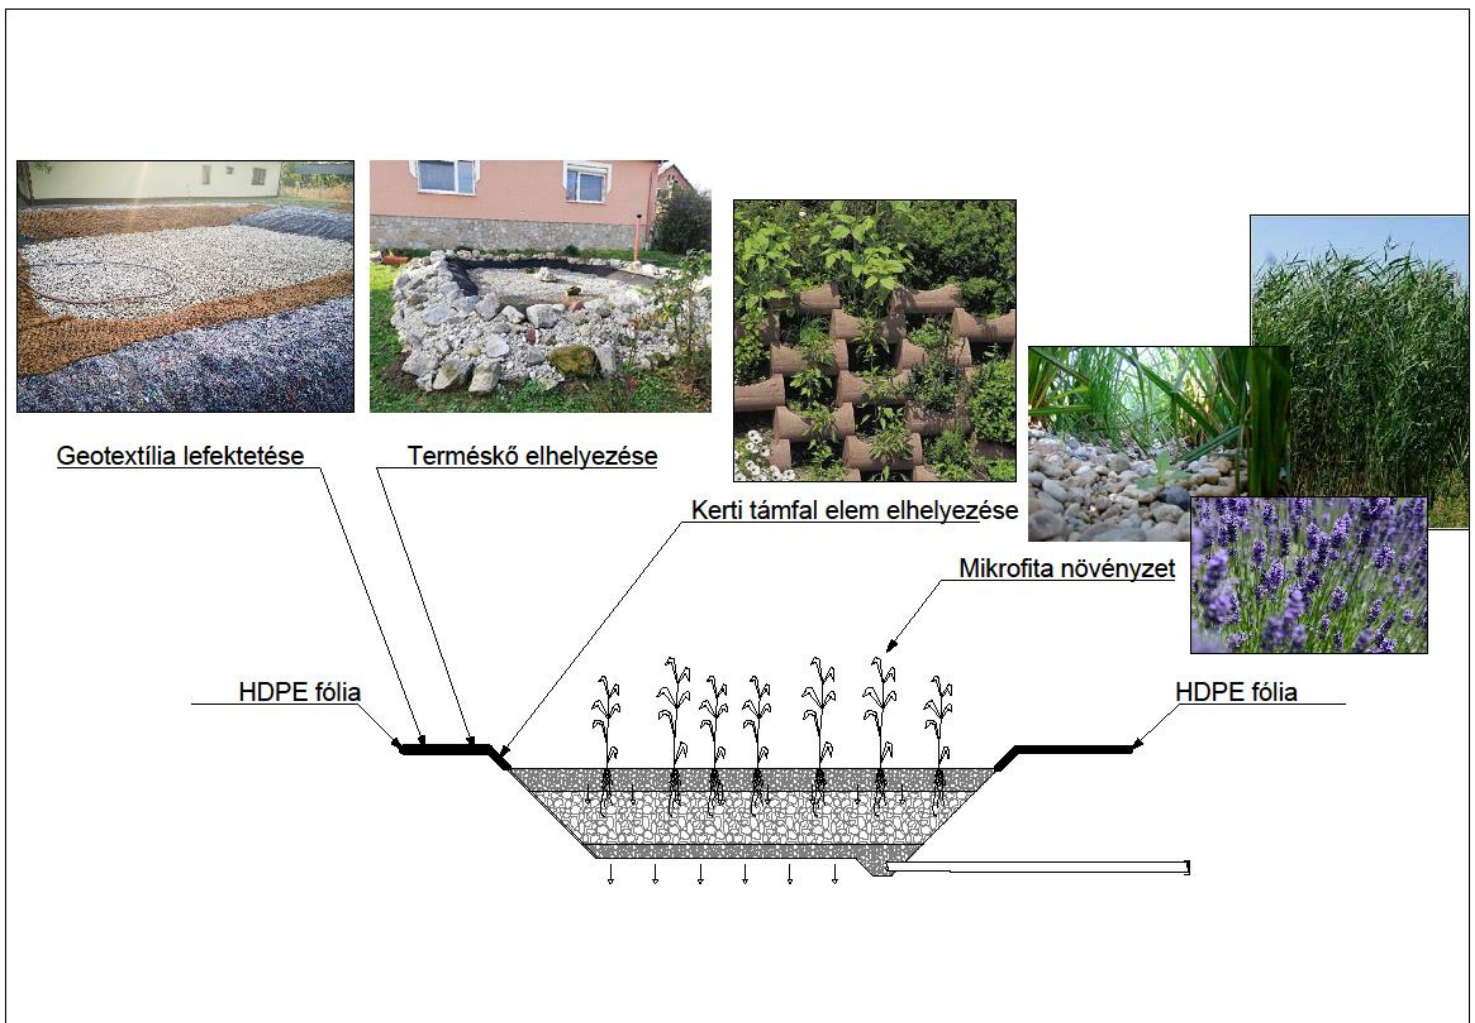 Geotextília lefektetése
Terméskő elhelyezése
Kerti támfal elem elhelyezése
Mikrofita növényzet
HDPE fólia
HDPE fólia